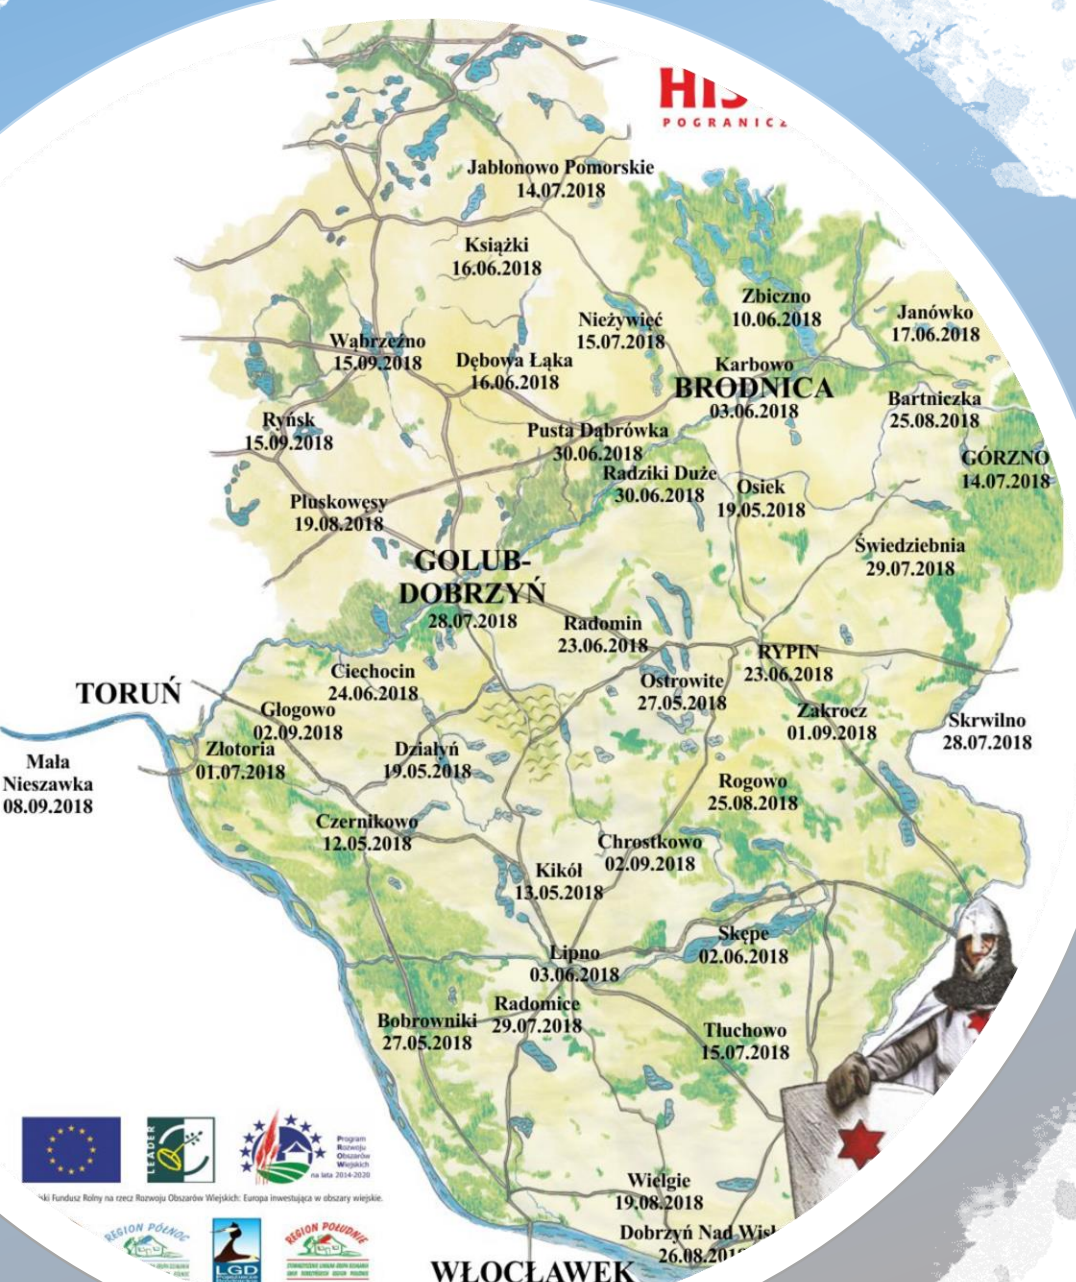 POGRANICZ
Jabłonowo Pomorskie
14.07.2018
Książki
16.06.2018
Zbiczno
10.06.2018
Janówko
17.06.2018
Nieżywięć
15.07.2018
Wąbrzeźno
15.09.2018
Dębowa Łąka
16.06.2018
Karbowo
BRODNICA
03.06.2018
Bartniczka
25.08.2018
Ryńsk
15.09.2018
Pusta Dąbrówka
30.06.2018
GÓRZNO
14.07.2018
Radziki Duże
30.06.2018
Osiek
19.05.2018
Pluskowęsy
19.08.2018
Świedziebnia
29.07.2018
GOLUB-
DOBRZYŃ
28.07.2018
Radomin
23.06.2018
RYPIN
23.06.2018
Ciechocin
24.06.2018
Ostrowite
27.05.2018
TORUŃ
Głogowo
02.09.2018
Zakrocz
01.09.2018
Skrwilno
28.07.2018
Złotoria
01.07.2018
Działyń
19.05.2018
Mała
Nieszawka
08.09.2018
Rogowo
25.08.2018
Czernikowo
12.05.2018
Chrostkowo
02.09.2018
Kikół
13.05.2018
Skępe
02.06.2018
Lipno
03.06.2018
Radomice
29.07.2018
Bobrowniki
27.05.2018
Tłuchowo
15.07.2018
LEADER
Program
Rozwoju
Obszarów
Wiejskich
na lata 2014-2020
ski Fundusz Rolny na rzecz Rozwoju Obszarów Wiejskich: Europa inwestująca w obszary wiejskie.
Wielgie
19.08.2018
Dobrzyń Nad Wisł
26.08.2018
REGION PÓŁNOC
LGD
REGION POŁUDNIE
WŁOCŁAWEK